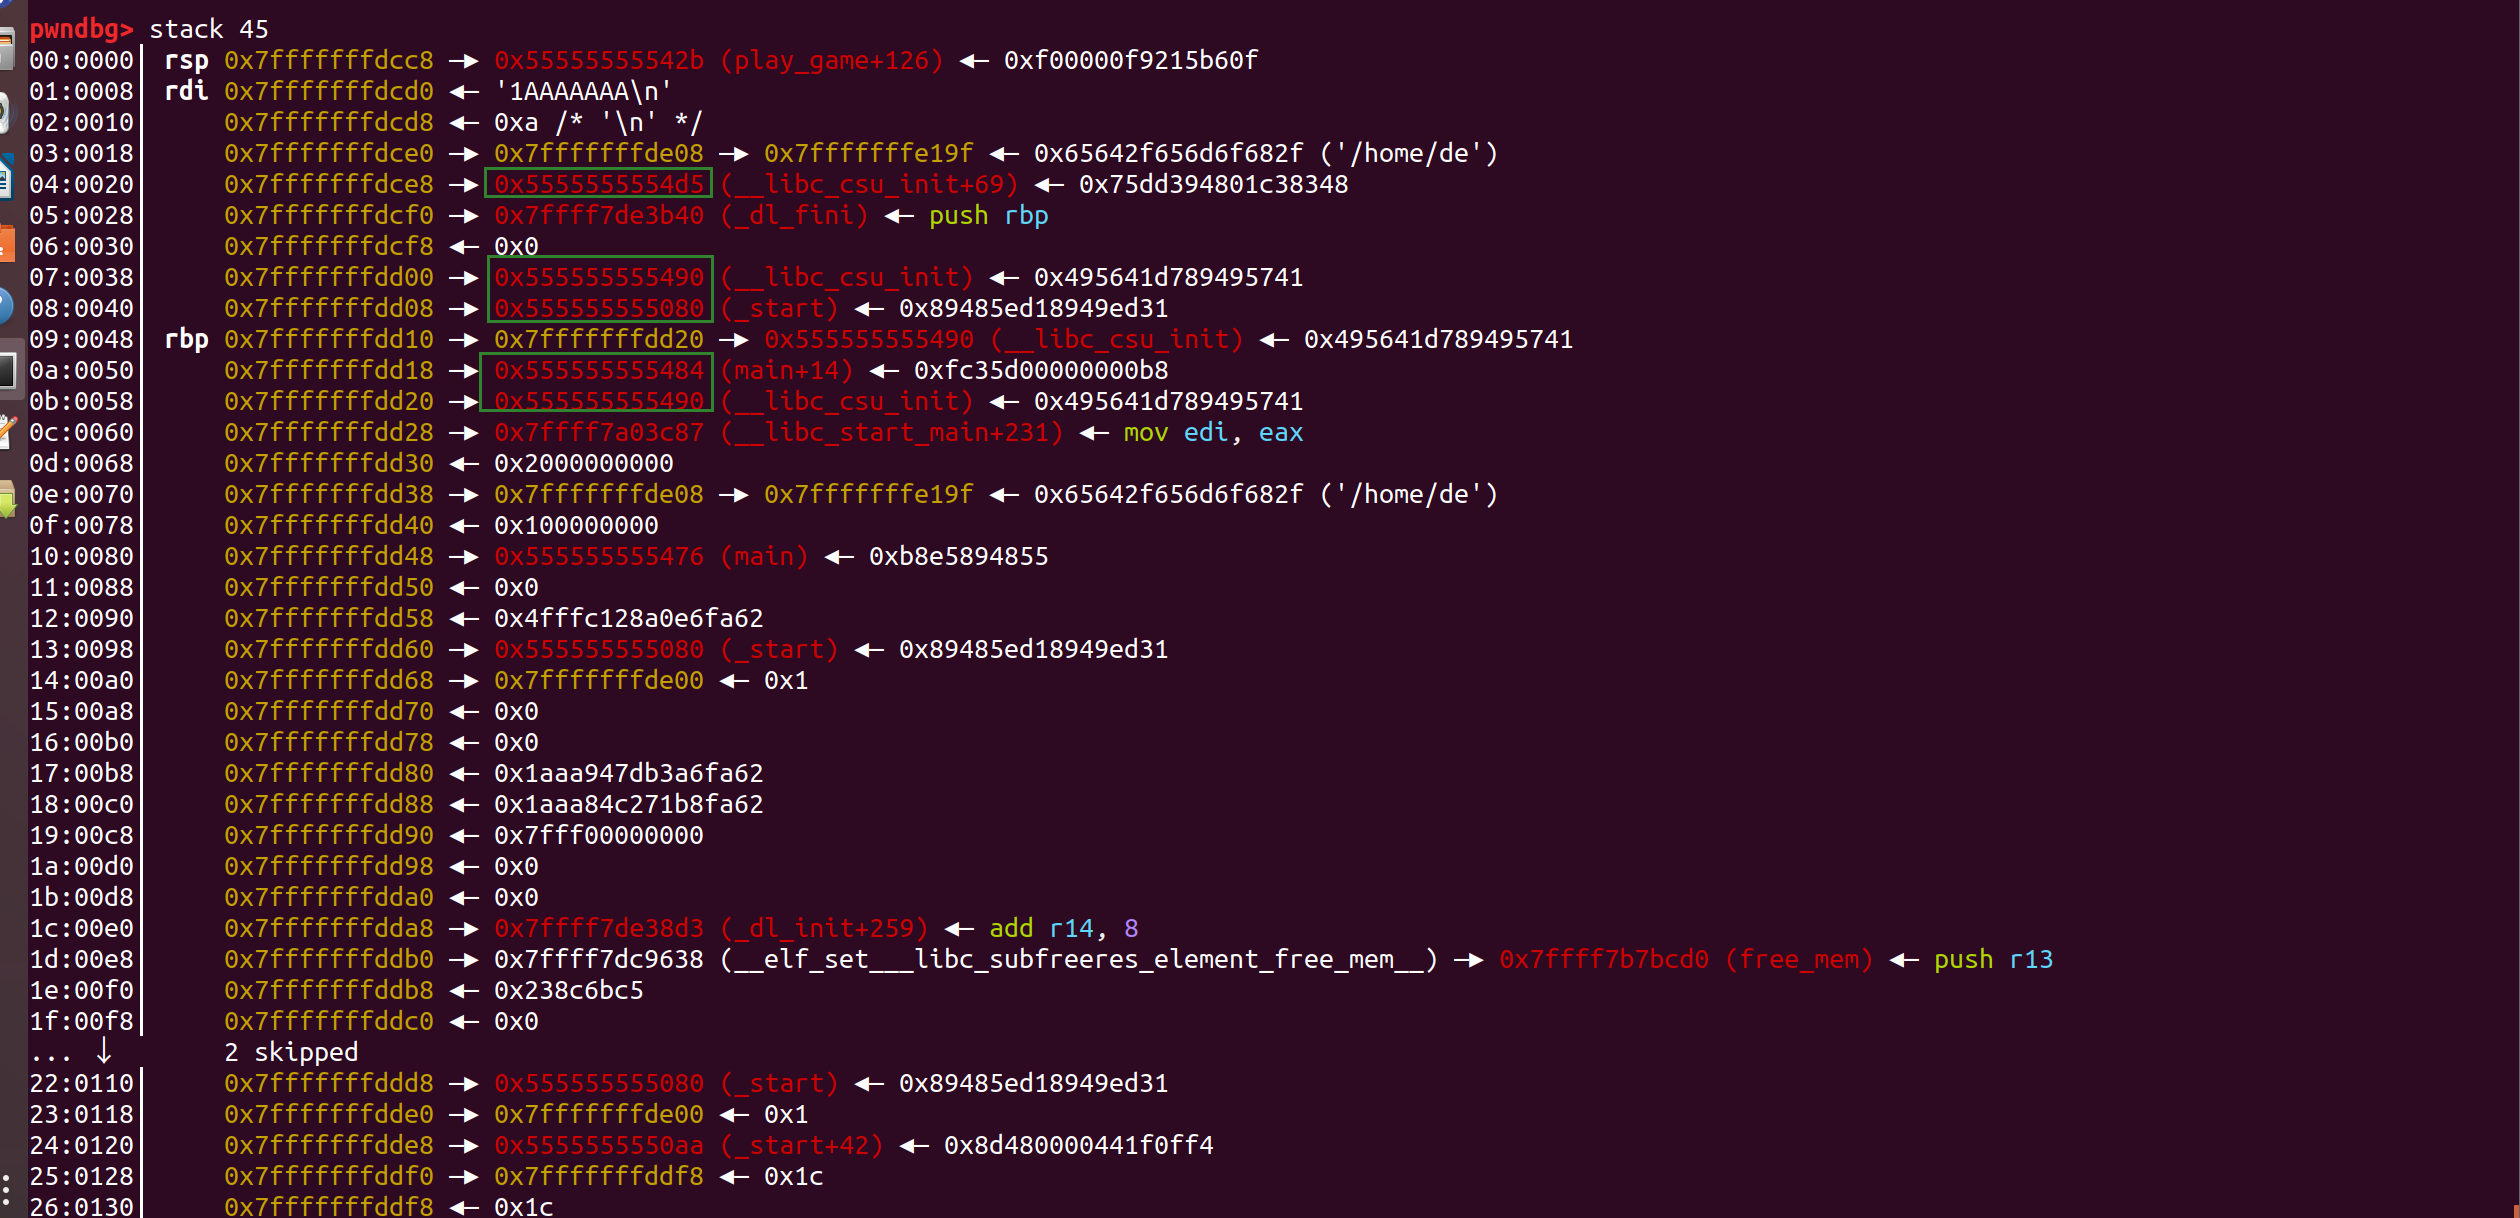 pwndbg> stack 45
00:0000│ rsp 0x7fffffffdcc8 —▸ 0x55555555542b (play_game+126) ◂— 0xf00000f9215b60f
01:0008│ rdi 0x7fffffffdcd0 ◂— '1AAAAAAA\n'
02:0010│ 0x7fffffffdcd8 ◂— 0xa /* '\n' */
03:0018│ 0x7fffffffdce0 —▸ 0x7fffffffde08 —▸ 0x7fffffffe19f ◂— 0x65642f656d6f682f ('/home/de')
04:0020│ 0x7fffffffdce8 —▸ 0x5555555554d5 (__libc_csu_init+69) ◂— 0x75dd394801c38348
05:0028│ 0x7fffffffdcf0 —▸ 0x7ffff7de3b40 (_dl_fini) ◂— push rbp
06:0030│ 0x7fffffffdcf8 ◂— 0x0
07:0038│ 0x7fffffffdd00 —▸ 0x555555555490 (__libc_csu_init) ◂— 0x495641d789495741
08:0040│ 0x7fffffffdd08 —▸ 0x555555555080 (_start) ◂— 0x89485ed18949ed31
09:0048│ rbp 0x7fffffffdd10 —▸ 0x7fffffffdd20 —▸ 0x555555555490 (__libc_csu_init) ◂— 0x495641d789495741
0a:0050│ 0x7fffffffdd18 —▸ 0x555555555484 (main+14) ◂— 0xfc35d00000000b8
0b:0058│ 0x7fffffffdd20 —▸ 0x555555555490 (__libc_csu_init) ◂— 0x495641d789495741
0c:0060│ 0x7fffffffdd28 —▸ 0x7ffff7a03c87 (__libc_start_main+231) ◂— mov edi, eax
0d:0068│ 0x7fffffffdd30 ◂— 0x2000000000
0e:0070│ 0x7fffffffdd38 —▸ 0x7fffffffde08 —▸ 0x7fffffffe19f ◂— 0x65642f656d6f682f ('/home/de')
0f:0078│ 0x7fffffffdd40 ◂— 0x100000000
10:0080│ 0x7fffffffdd48 —▸ 0x555555555476 (main) ◂— 0xb8e5894855
11:0088│ 0x7fffffffdd50 ◂— 0x0
12:0090│ 0x7fffffffdd58 ◂— 0x4fffc128a0e6fa62
13:0098│ 0x7fffffffdd60 —▸ 0x555555555080 (_start) ◂— 0x89485ed18949ed31
14:00a0│ 0x7fffffffdd68 —▸ 0x7fffffffde00 ◂— 0x1
15:00a8│ 0x7fffffffdd70 ◂— 0x0
16:00b0│ 0x7fffffffdd78 ◂— 0x0
17:00b8│ 0x7fffffffdd80 ◂— 0x1aaa947db3a6fa62
18:00c0│ 0x7fffffffdd88 ◂— 0x1aaa84c271b8fa62
19:00c8│ 0x7fffffffdd90 ◂— 0x7fff00000000
1a:00d0│ 0x7fffffffdd98 ◂— 0x0
1b:00d8│ 0x7fffffffdda0 ◂— 0x0
1c:00e0│ 0x7fffffffdda8 —▸ 0x7ffff7de38d3 (_dl_init+259) ◂— add r14, 8
1d:00e8│ 0x7fffffffddb0 —▸ 0x7ffff7dc9638 (__elf_set___libc_subfreeres_element_free_mem__) —▸ 0x7ffff7b7bcd0 (free_mem) ◂— push r13
1e:00f0│ 0x7fffffffddb8 ◂— 0x238c6bc5
1f:00f8│ 0x7fffffffddc0 ◂— 0x0
... ↓ 2 skipped
22:0110│ 0x7fffffffddd8 —▸ 0x555555555080 (_start) ◂— 0x89485ed18949ed31
23:0118│ 0x7fffffffdde0 —▸ 0x7fffffffde00 ◂— 0x1
24:0120│ 0x7fffffffdde8 —▸ 0x5555555550aa (_start+42) ◂— 0x8d480000441f0ff4
25:0128│ 0x7fffffffddf0 —▸ 0x7fffffffddf8 ◂— 0x1c
26:0130│ 0x7fffffffddf8 ◂— 0x1c